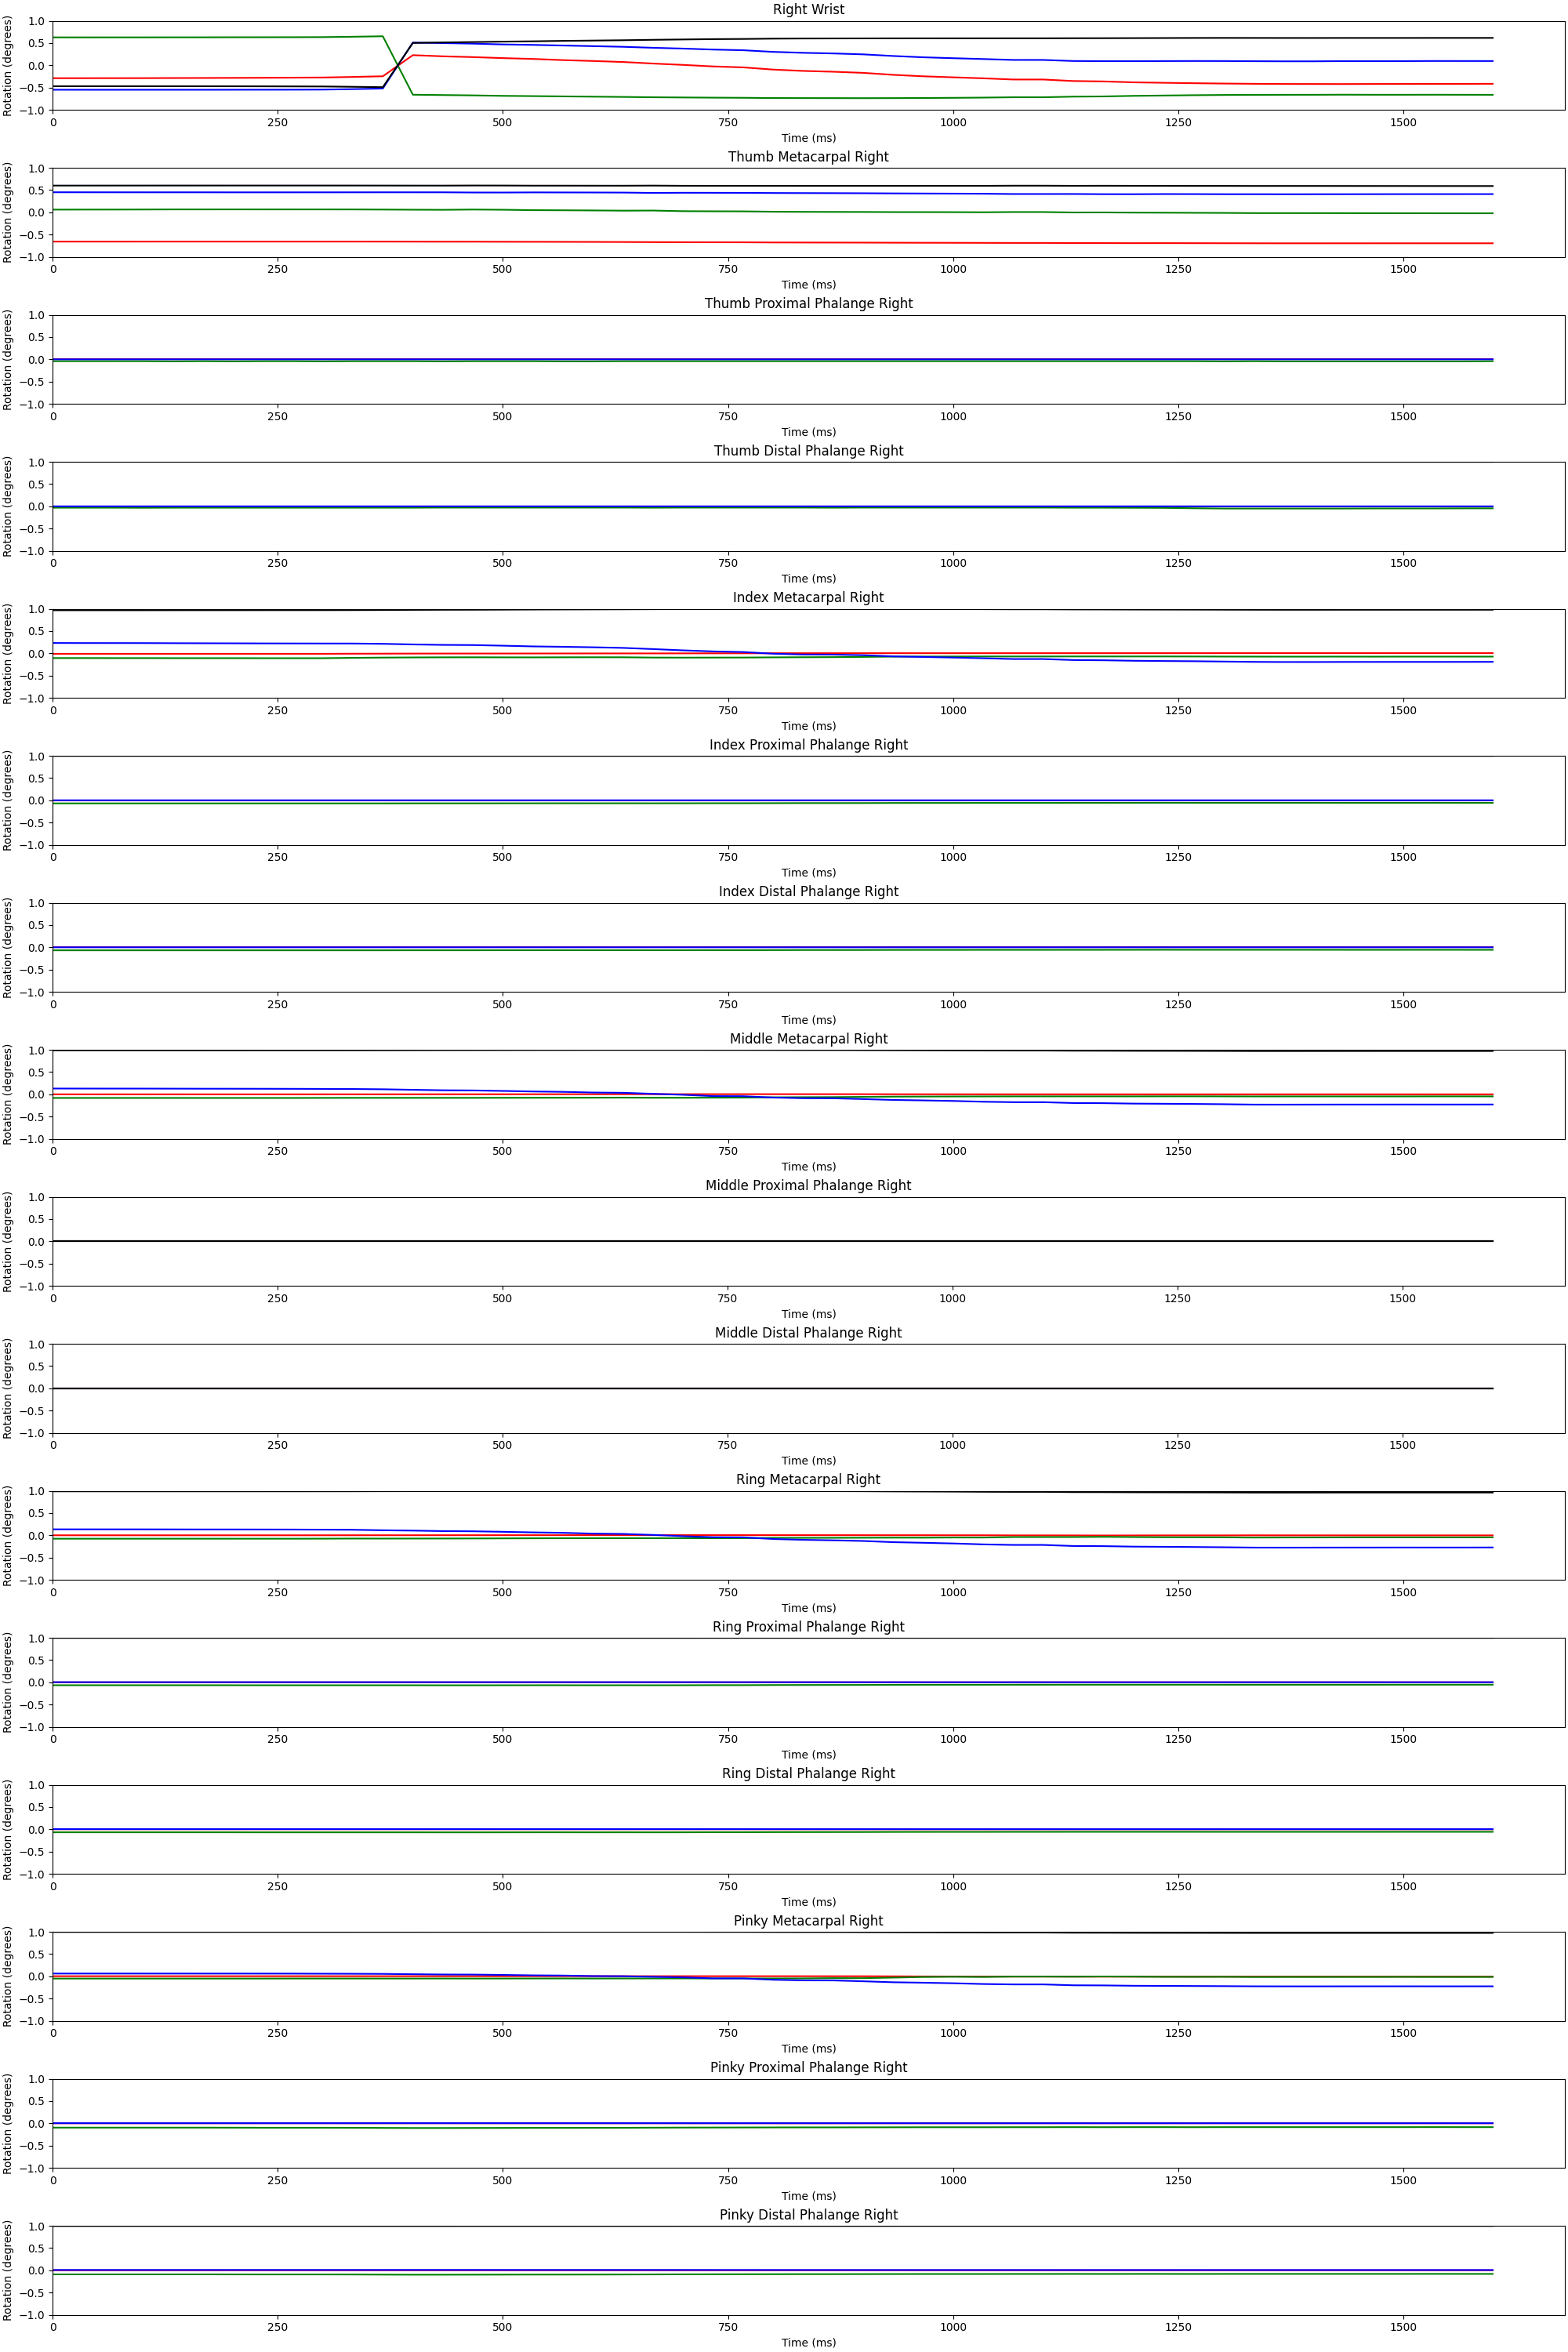 Right Wrist
Rotation (degrees)
1.0
0.5
0.0
−0.5
−1.0
0 250 500 750 1000 1250 1500
Time (ms)
Thumb Metacarpal Right
Rotation (degrees)
1.0
0.5
0.0
−0.5
−1.0
0 250 500 750 1000 1250 1500
Time (ms)
Thumb Proximal Phalange Right
Rotation (degrees)
1.0
0.5
0.0
−0.5
−1.0
0 250 500 750 1000 1250 1500
Time (ms)
Thumb Distal Phalange Right
Rotation (degrees)
1.0
0.5
0.0
−0.5
−1.0
0 250 500 750 1000 1250 1500
Time (ms)
Index Metacarpal Right
Rotation (degrees)
1.0
0.5
0.0
−0.5
−1.0
0 250 500 750 1000 1250 1500
Time (ms)
Index Proximal Phalange Right
Rotation (degrees)
1.0
0.5
0.0
−0.5
−1.0
0 250 500 750 1000 1250 1500
Time (ms)
Index Distal Phalange Right
Rotation (degrees)
1.0
0.5
0.0
−0.5
−1.0
0 250 500 750 1000 1250 1500
Time (ms)
Middle Metacarpal Right
Rotation (degrees)
1.0
0.5
0.0
−0.5
−1.0
0 250 500 750 1000 1250 1500
Time (ms)
Middle Proximal Phalange Right
Rotation (degrees)
1.0
0.5
0.0
−0.5
−1.0
0 250 500 750 1000 1250 1500
Time (ms)
Middle Distal Phalange Right
Rotation (degrees)
1.0
0.5
0.0
−0.5
−1.0
0 250 500 750 1000 1250 1500
Time (ms)
Ring Metacarpal Right
Rotation (degrees)
1.0
0.5
0.0
−0.5
−1.0
0 250 500 750 1000 1250 1500
Time (ms)
Ring Proximal Phalange Right
Rotation (degrees)
1.0
0.5
0.0
−0.5
−1.0
0 250 500 750 1000 1250 1500
Time (ms)
Ring Distal Phalange Right
Rotation (degrees)
1.0
0.5
0.0
−0.5
−1.0
0 250 500 750 1000 1250 1500
Time (ms)
Pinky Metacarpal Right
Rotation (degrees)
1.0
0.5
0.0
−0.5
−1.0
0 250 500 750 1000 1250 1500
Time (ms)
Pinky Proximal Phalange Right
Rotation (degrees)
1.0
0.5
0.0
−0.5
−1.0
0 250 500 750 1000 1250 1500
Time (ms)
Pinky Distal Phalange Right
Rotation (degrees)
1.0
0.5
0.0
−0.5
−1.0
0 250 500 750 1000 1250 1500
Time (ms)